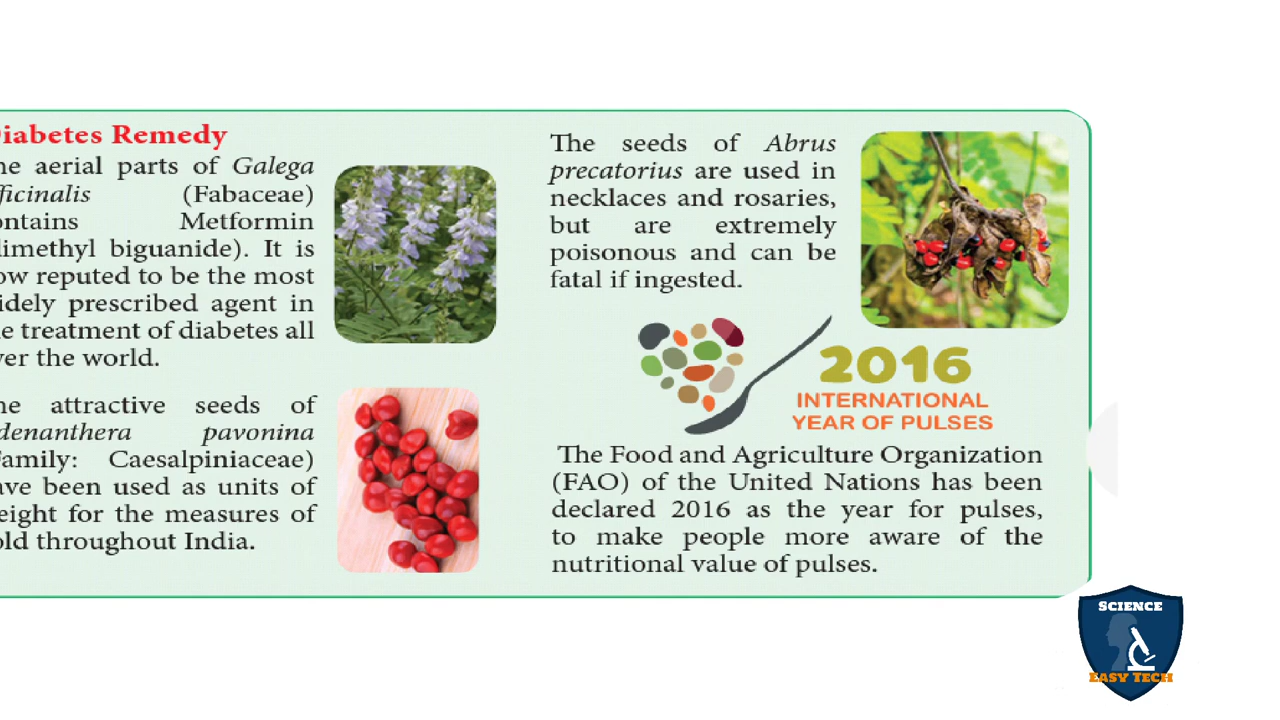 iabetes Remedy
he aerial parts of Galega
fficinalis (Fabaceae)
ontains Metformin
imethyl biguanide). It is
ow reputed to be the most
idely prescribed agent in
e treatment of diabetes all
ver the world.
he attractive seeds of
denanthera pavonina
amily: Caesalpiniaceae)
ave been used as units of
eight for the measures of
old throughout India.
The seeds of Abrus
precatorius are used in
necklaces and rosaries,
but are extremely
poisonous and can be
fatal if ingested.
2016
INTERNATIONAL
YEAR OF PULSES
The Food and Agriculture Organization
(FAO) of the United Nations has been
declared 2016 as the year for pulses,
to make people more aware of the
nutritional value of pulses.
SCIENCE
EASY TECH